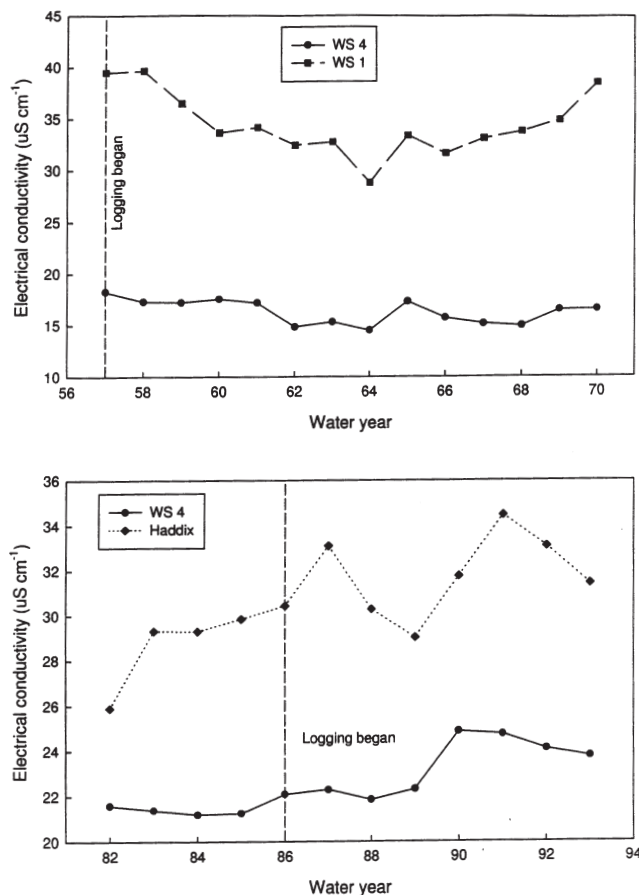 45
40
35
30
25
20
15
10
Electrical conductivity (uS cm⁻¹)
WS 4
WS 1
Logging began
56 58 60 62 64 66 68 70
Water year
36
34
32
30
28
26
24
22
20
Electrical conductivity (uS cm⁻¹)
WS 4
Haddix
Logging began
82 84 86 88 90 92 94
Water year